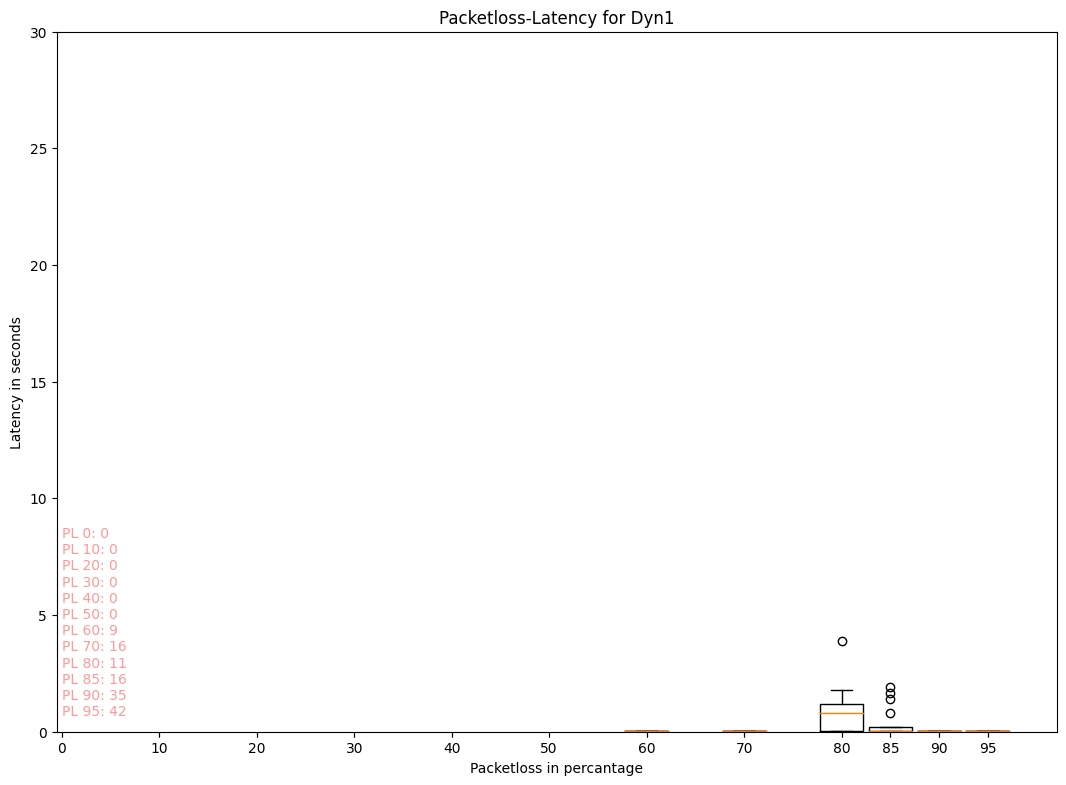 Packetloss-Latency for Dyn1
30
25
20
15
10
5
0
Latency in seconds
PL 0: 0
PL 10: 0
PL 20: 0
PL 30: 0
PL 40: 0
PL 50: 0
PL 60: 9
PL 70: 16
PL 80: 11
PL 85: 16
PL 90: 35
PL 95: 42
0 10 20 30 40 50 60 70 80 85 90 95
Packetloss in percantage